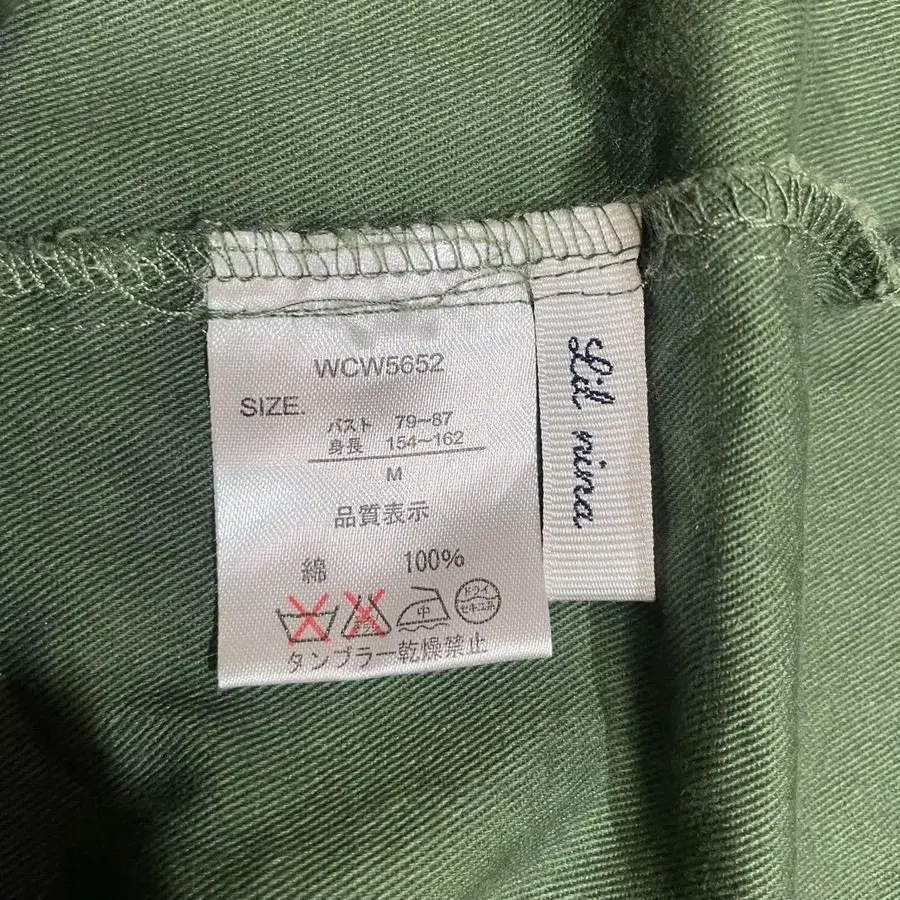 WCW5652
SIZE.
バスト 79～87
身長 154～162
M
品質表示
綿 100%
中
ドライ
セキユ系
タンブラー乾燥禁止
Lil nina